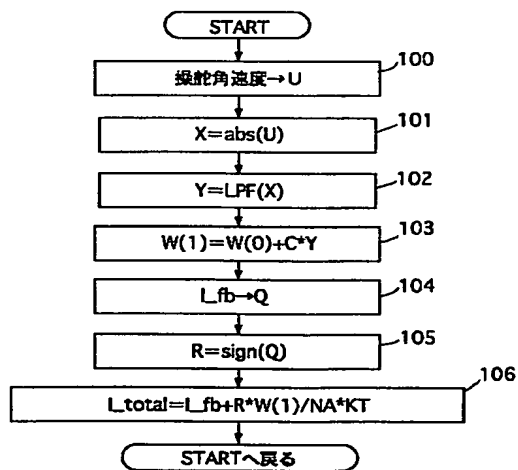 START
100
操舵角速度→U
101
X=abs(U)
102
Y=LPF(X)
103
W(1)=W(0)+C*Y
104
I_fb→Q
105
R=sign(Q)
106
I_total=I_fb+R*W(1)/NA*KT
STARTへ戻る